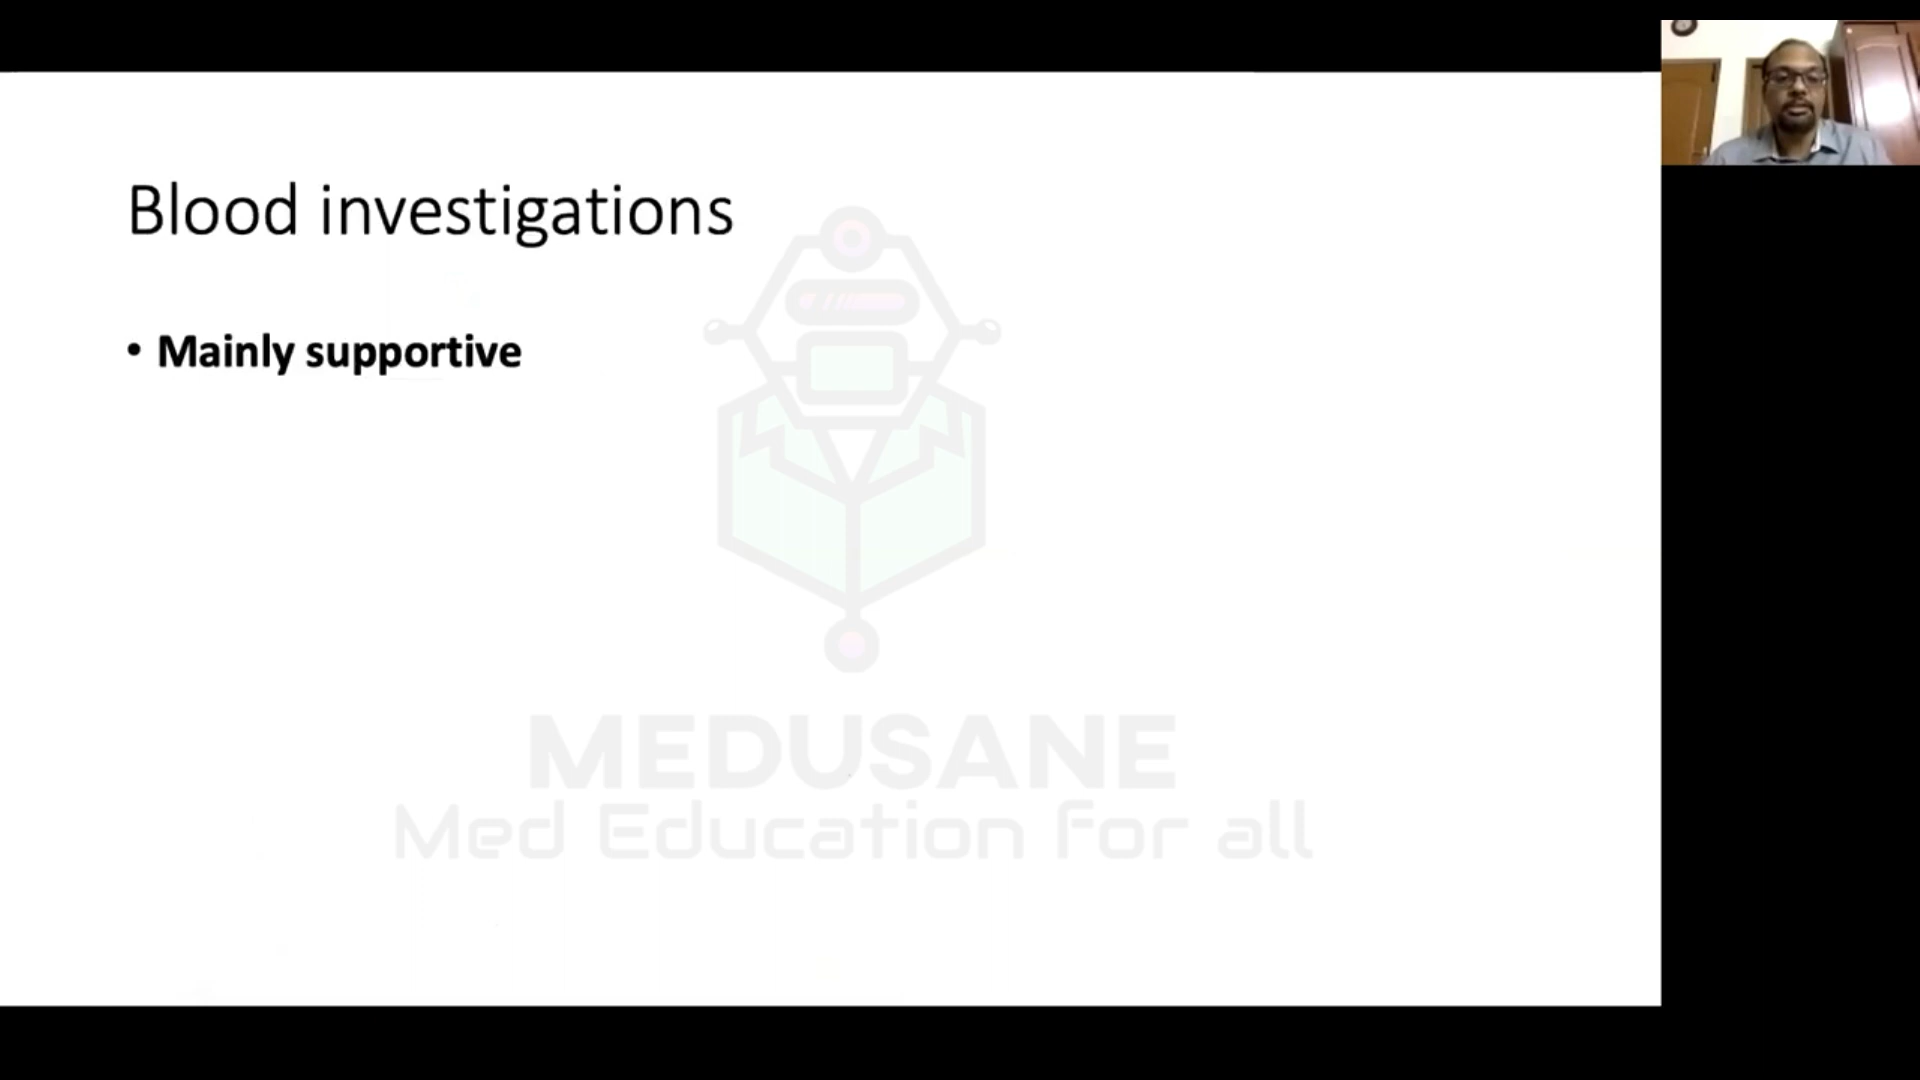 Blood investigations
• Mainly supportive
MEDUSANE
Med Education for all